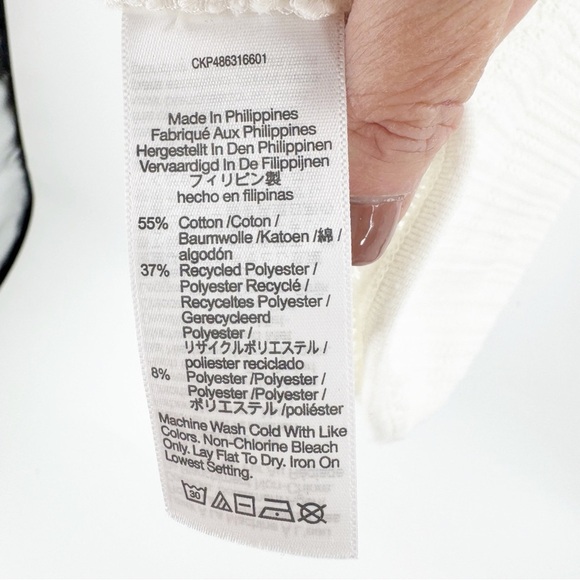 CKP486316601
Made In Philippines
Fabriqué Aux Philippines
Hergestellt In Den Philippinen
Vervaardigd In De Filippijnen
フィリピン製
hecho en filipinas
55% Cotton /Coton /
Baumwolle /Katoen /綿 /
algodón
37% Recycled Polyester /
Polyester Recyclé /
Recyceltes Polyester /
Gerecycleerd
Polyester /
リサイクルポリエステル /
poliester reciclado
8% Polyester /Polyester /
Polyester /Polyester /
ポリエステル /poliéster
Machine Wash Cold With Like
Colors. Non-Chlorine Bleach
Only. Lay Flat To Dry. Iron On
Lowest Setting.
30